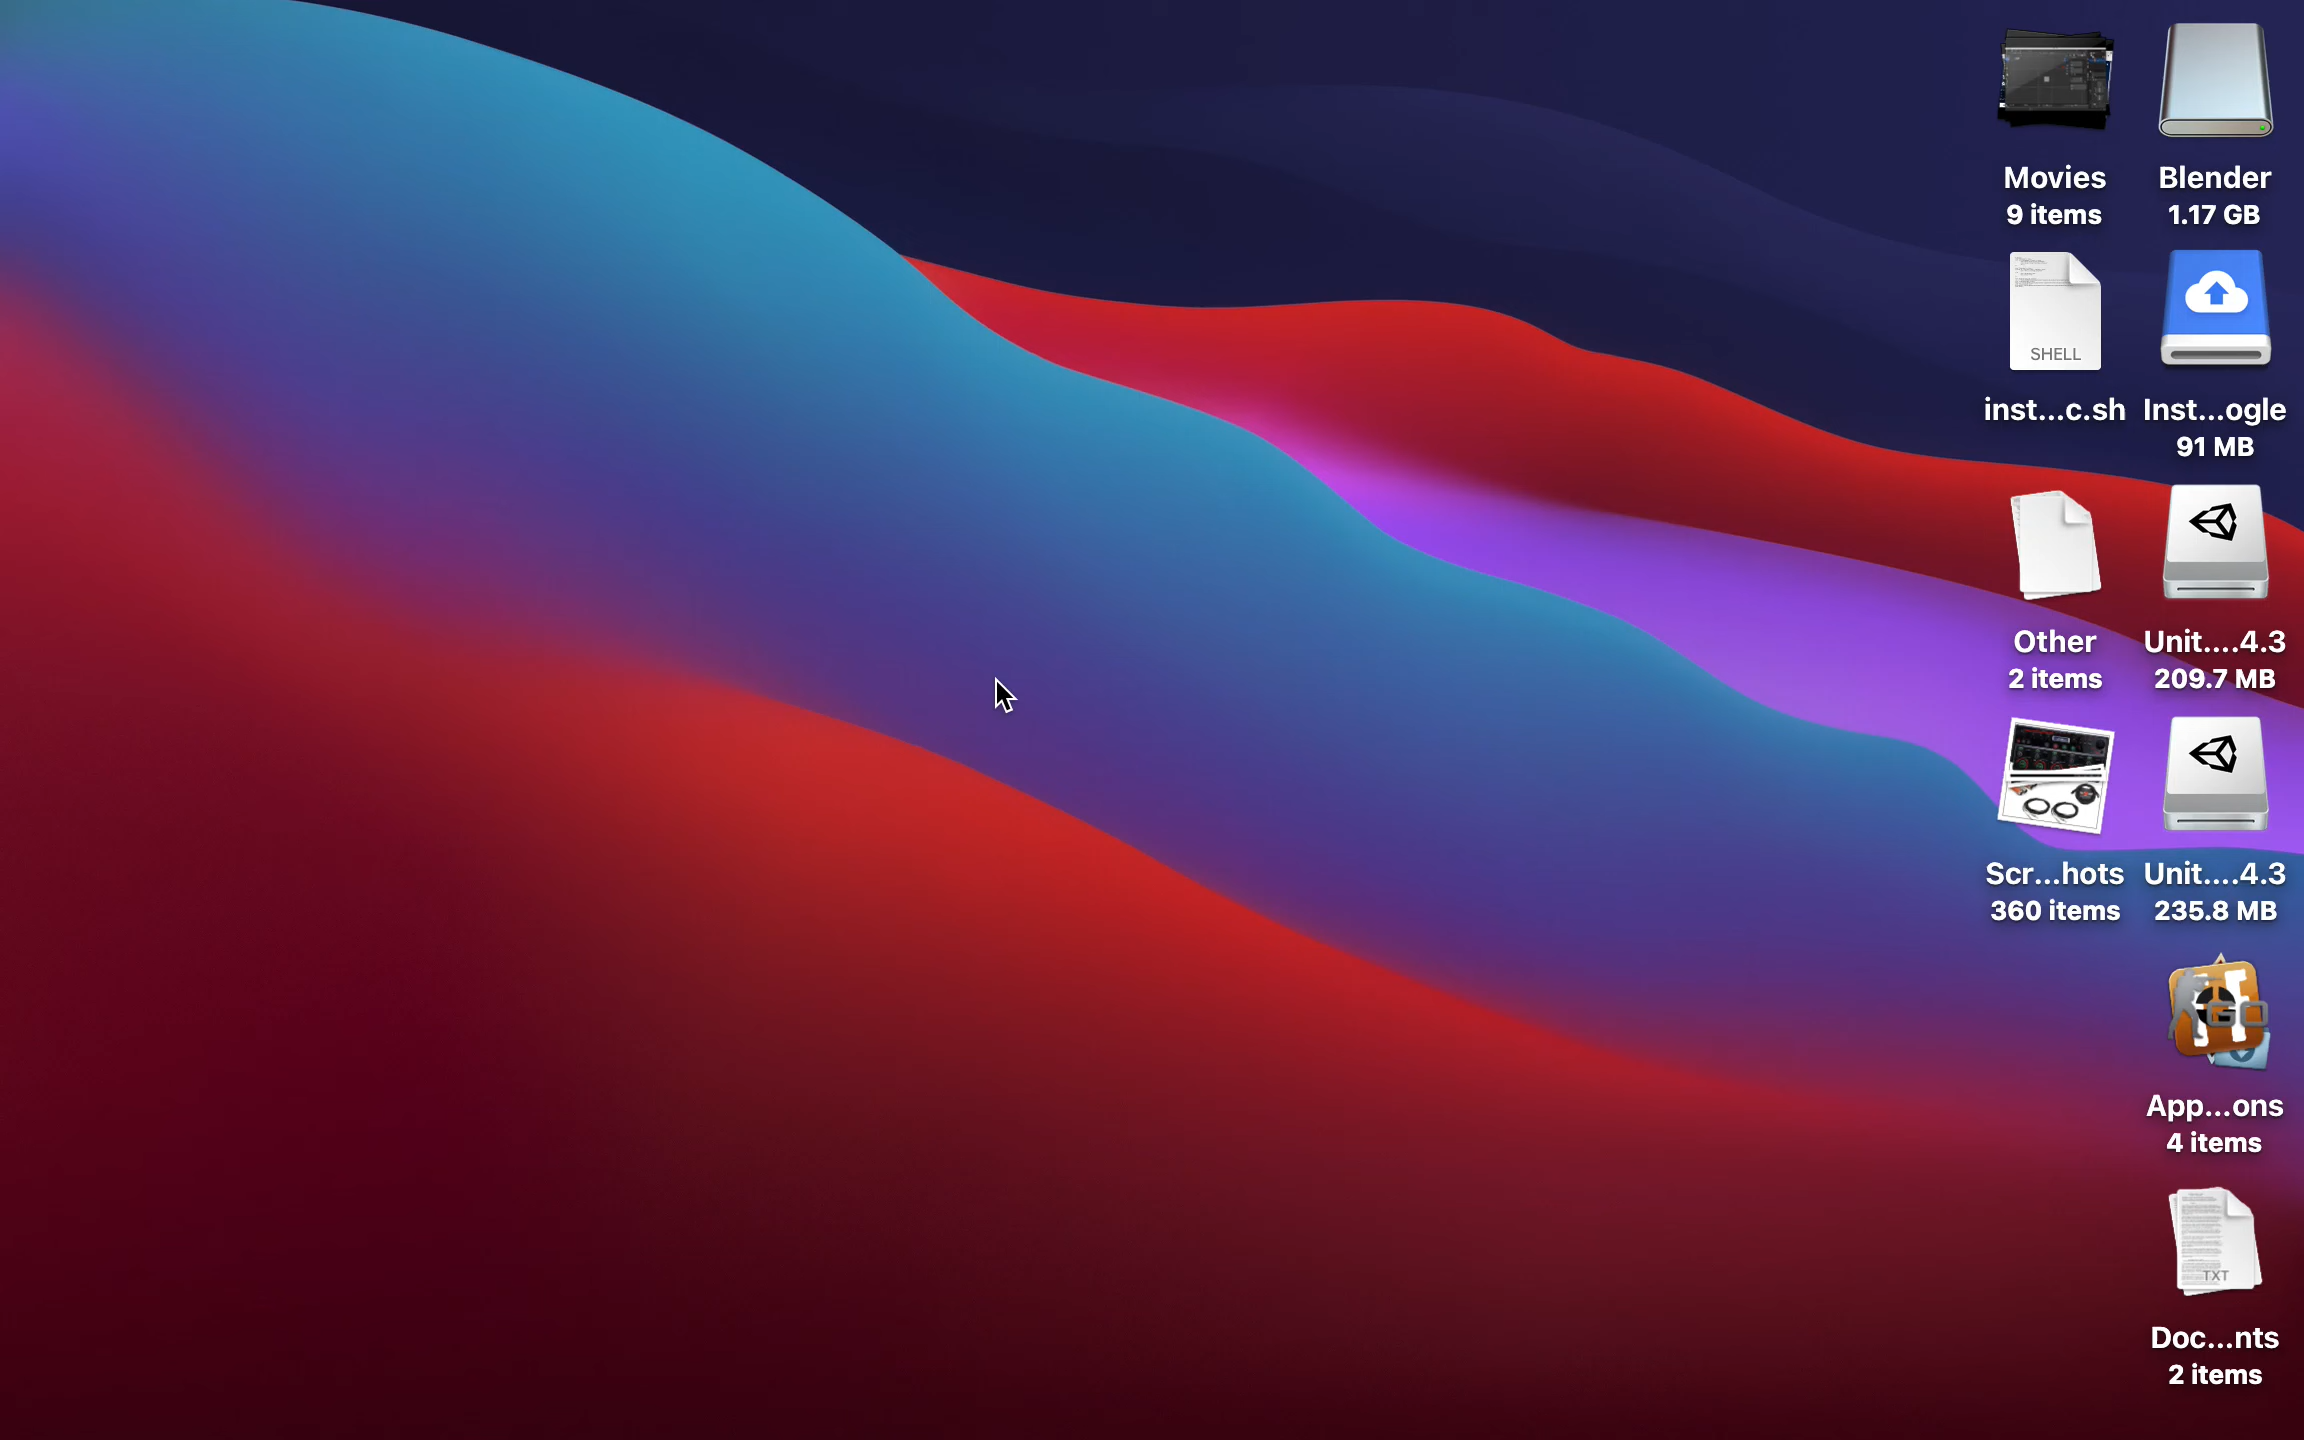 Movies
9 items
Blender
1.17 GB
SHELL
inst...c.sh
Inst...ogle
91 MB
Other
2 items
Unit....4.3
209.7 MB
Scr...hots
360 items
Unit....4.3
235.8 MB
GO
App...ons
4 items
TXT
Doc...nts
2 items